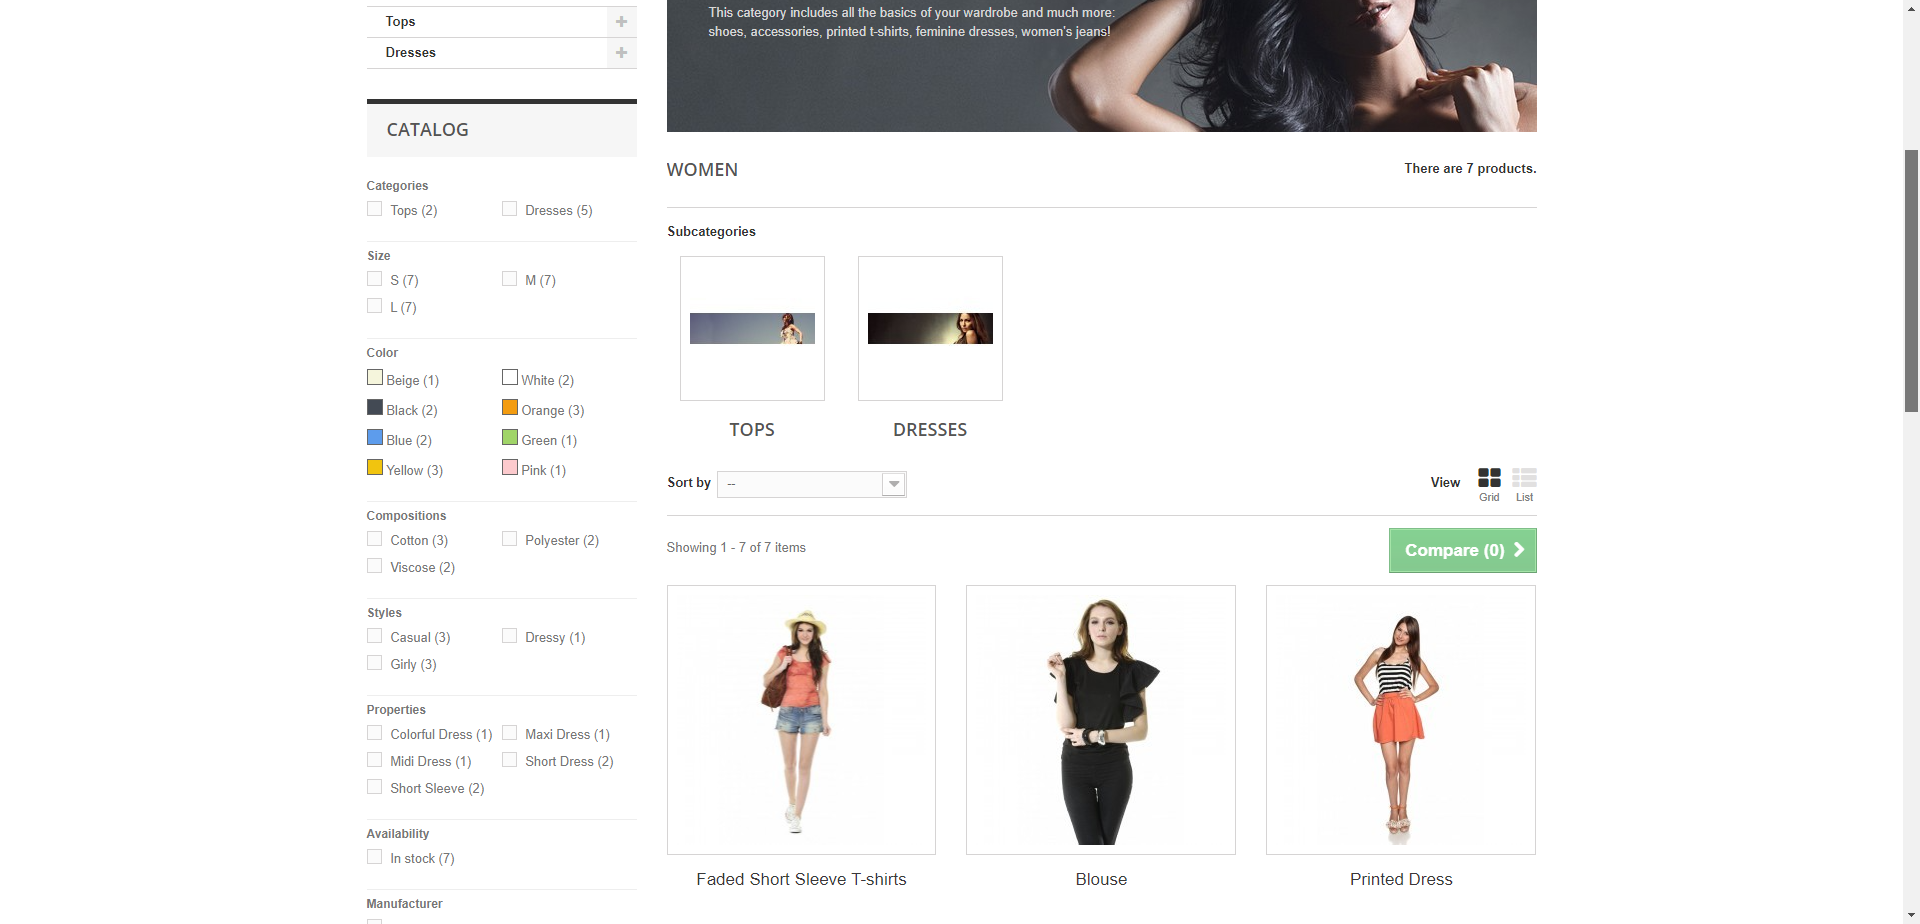 Tops
Dresses
CATALOG
Categories
Tops (2)
Dresses (5)
Size
S (7)
M (7)
L (7)
Color
Beige (1)
White (2)
Black (2)
Orange (3)
Blue (2)
Green (1)
Yellow (3)
Pink (1)
Compositions
Cotton (3)
Polyester (2)
Viscose (2)
Styles
Casual (3)
Dressy (1)
Girly (3)
Properties
Colorful Dress (1)
Maxi Dress (1)
Midi Dress (1)
Short Dress (2)
Short Sleeve (2)
Availability
In stock (7)
Manufacturer
This category includes all the basics of your wardrobe and much more:
shoes, accessories, printed t-shirts, feminine dresses, women's jeans!
WOMEN
There are 7 products.
Subcategories
TOPS
DRESSES
Sort by
--
View
Grid
List
Showing 1 - 7 of 7 items
Compare (0)
Faded Short Sleeve T-shirts
Blouse
Printed Dress